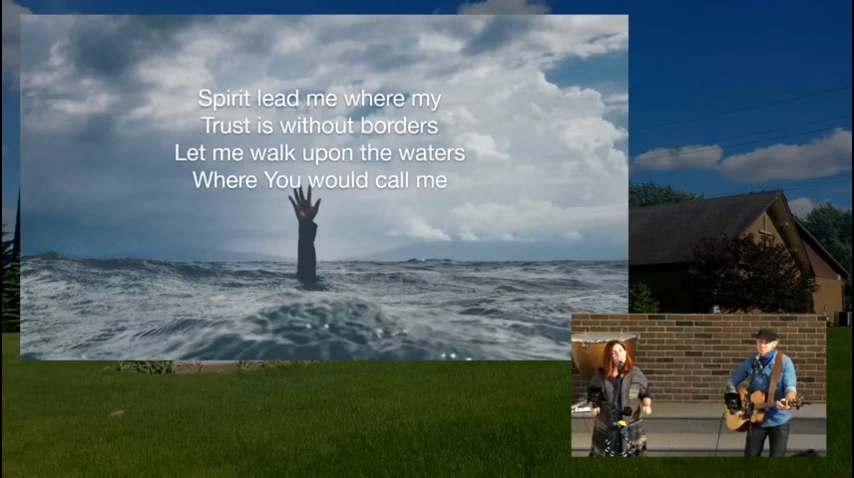 Spirit lead me where my
Trust is without borders
Let me walk upon the waters
Where You would call me